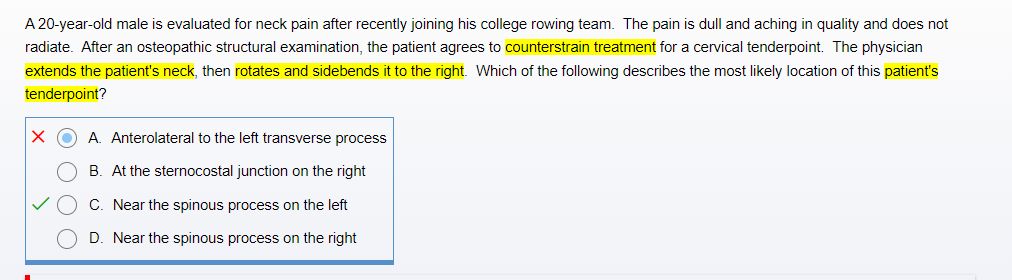 A 20-year-old male is evaluated for neck pain after recently joining his college rowing team. The pain is dull and aching in quality and does not
radiate. After an osteopathic structural examination, the patient agrees to counterstrain treatment for a cervical tenderpoint. The physician
extends the patient's neck, then rotates and sidebends it to the right. Which of the following describes the most likely location of this patient's
tenderpoint?
A. Anterolateral to the left transverse process
B. At the sternocostal junction on the right
C. Near the spinous process on the left
D. Near the spinous process on the right